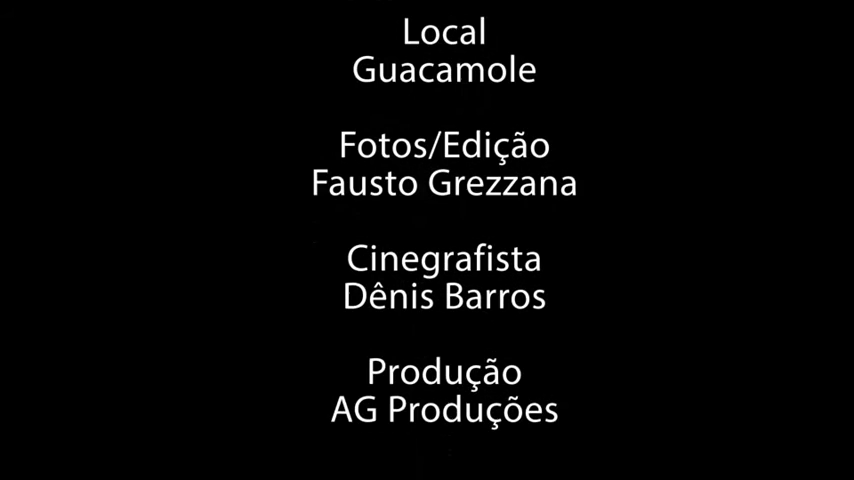 Local
Guacamole
Fotos/Edição
Fausto Grezzana
Cinegrafista
Dênis Barros
Produção
AG Produções